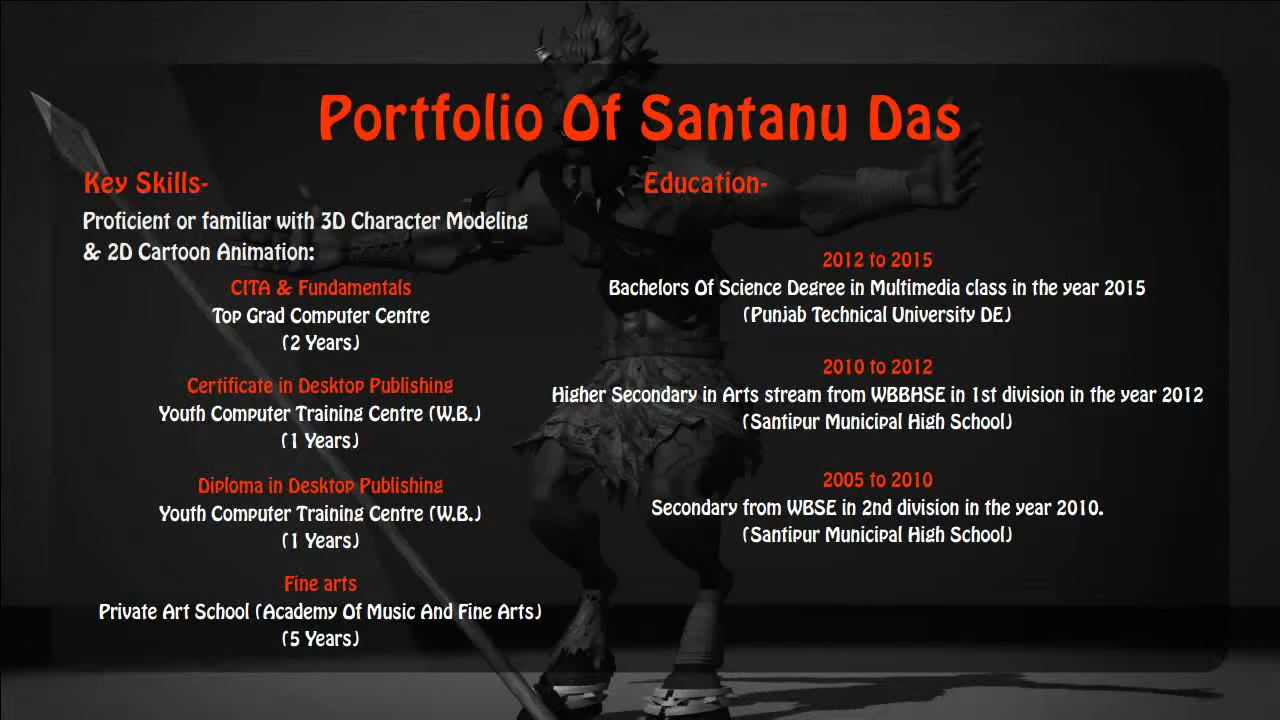 Portfolio Of Santanu Das
Key Skills-
Proficient or familiar with 3D Character Modeling
& 2D Cartoon Animation:
CITA & Fundamentals
Top Grad Computer Centre
(2 Years)
Certificate in Desktop Publishing
Youth Computer Training Centre (W.B.)
(1 Years)
Diploma in Desktop Publishing
Youth Computer Training Centre (W.B.)
(1 Years)
Fine arts
Private Art School (Academy Of Music And Fine Arts)
(5 Years)
Education-
2012 to 2015
Bachelors Of Science Degree in Multimedia class in the year 2015
(Punjab Technical University DE)
2010 to 2012
Higher Secondary in Arts stream from WBBHSE in 1st division in the year 2012
(Santipur Municipal High School)
2005 to 2010
Secondary from WBSE in 2nd division in the year 2010.
(Santipur Municipal High School)